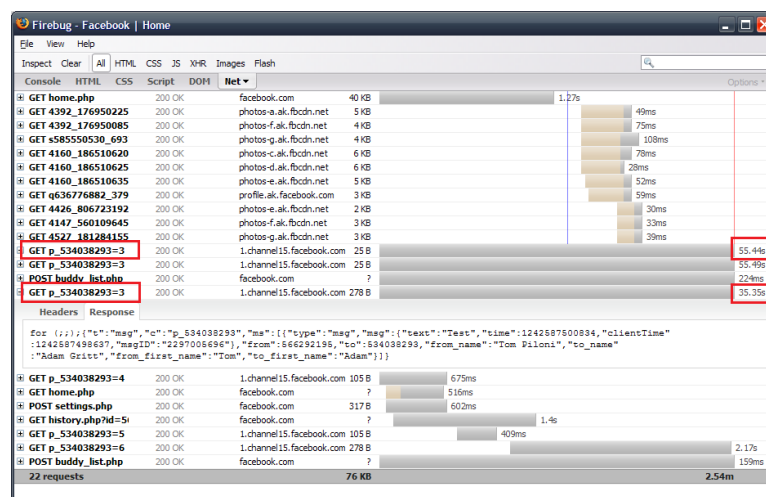 Firebug - Facebook | Home
File View Help
Inspect Clear All HTML CSS JS XHR Images Flash
Console HTML CSS Script DOM Net Options
GET home.php 200 OK facebook.com 40 KB 1.27s
GET 4392_176950225 200 OK photos-a.ak.fbcdn.net 5 KB 49ms
GET 4392_176950085 200 OK photos-f.ak.fbcdn.net 4 KB 75ms
GET s585550530_693 200 OK photos-g.ak.fbcdn.net 4 KB 108ms
GET 4160_186510620 200 OK photos-c.ak.fbcdn.net 6 KB 78ms
GET 4160_186510625 200 OK photos-d.ak.fbcdn.net 6 KB 28ms
GET 4160_186510635 200 OK photos-e.ak.fbcdn.net 5 KB 52ms
GET q636776882_379 200 OK profile.ak.facebook.com 3 KB 59ms
GET 4426_806723192 200 OK photos-e.ak.fbcdn.net 2 KB 30ms
GET 4147_560109645 200 OK photos-f.ak.fbcdn.net 3 KB 33ms
GET 4527_181284155 200 OK photos-g.ak.fbcdn.net 3 KB 39ms
GET p_534038293=3 200 OK 1.channel15.facebook.com 25 B 55.44s
GET p_534038293=3 200 OK 1.channel15.facebook.com 25 B 55.49s
POST buddy_list.php 200 OK facebook.com ? 224ms
GET p_534038293=3 200 OK 1.channel15.facebook.com 278 B 35.35s
Headers Response
for (;;);{"t":"msg","c":"p_534038293","ms":[{"type":"msg","msg":{"text":"Test","time":1242587500834,"clientTime"
:1242587498637,"msgID":"2297005696"},"from":566292195,"to":534038293,"from_name":"Tom Piloni","to_name"
:"Adam Gritt","from_first_name":"Tom","to_first_name":"Adam"}]}
GET p_534038293=4 200 OK 1.channel15.facebook.com 105 B 675ms
GET home.php 200 OK facebook.com ? 516ms
POST settings.php 200 OK facebook.com 317 B 602ms
GET history.php?id=5 200 OK facebook.com ? 1.4s
GET p_534038293=5 200 OK 1.channel15.facebook.com 105 B 409ms
GET p_534038293=6 200 OK 1.channel15.facebook.com 278 B 2.17s
POST buddy_list.php 200 OK facebook.com ? 159ms
22 requests 76 KB 2.54m